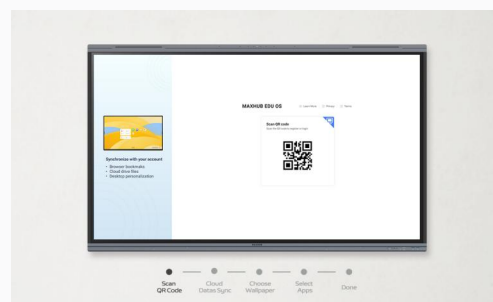 MAXHUB EDU OS
Scan QR code
Synchronize with your account
• Browser bookmarks
• Cloud drive files
• Desktop personalization
Scan
QR Code
Cloud
Dates Sync
Choose
Wallpaper
Select
Apps
Done